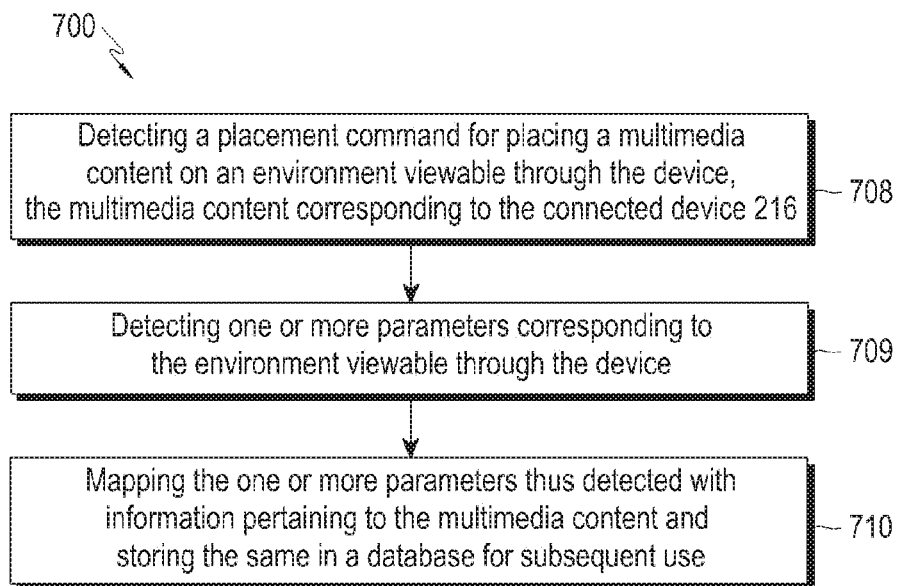 700
Detecting a placement command for placing a multimedia
content on an environment viewable through the device,
the multimedia content corresponding to the connected device 216
708
Detecting one or more parameters corresponding to
the environment viewable through the device
709
Mapping the one or more parameters thus detected with
information pertaining to the multimedia content and
storing the same in a database for subsequent use
710